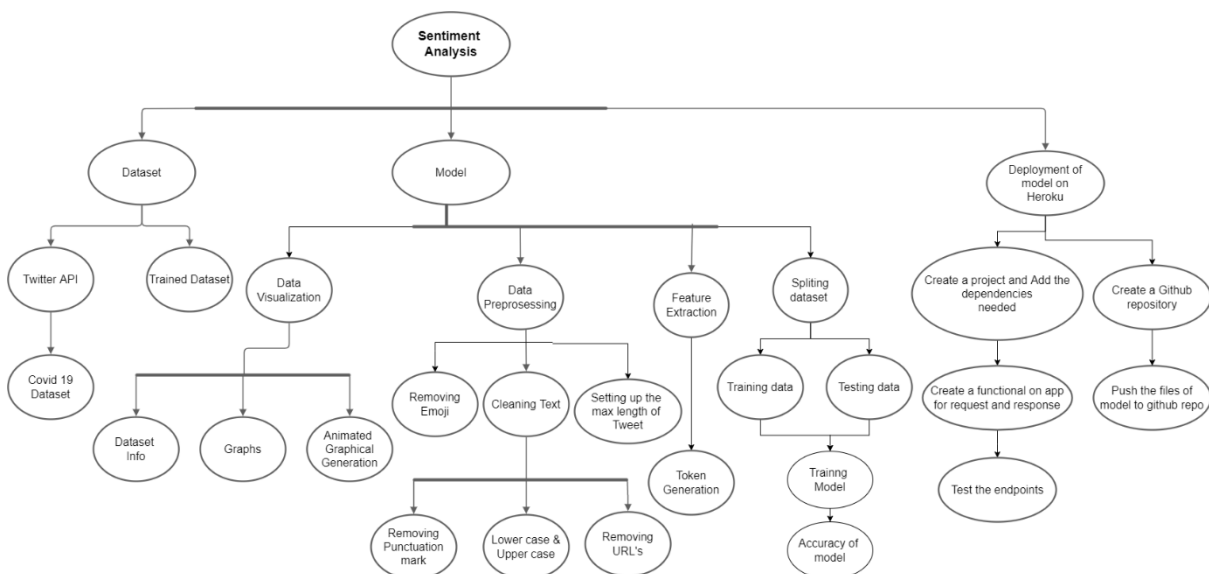 Sentiment
Analysis
Dataset
Model
Deployment of
model on
Heroku
Twitter API
Trained Dataset
Data
Visualization
Data
Preprosessing
Feature
Extraction
Spliting
dataset
Create a project and Add the
dependencies
needed
Create a Github
repository
Covid 19
Dataset
Dataset
Info
Graphs
Animated
Graphical
Generation
Removing
Emoji
Cleaning Text
Setting up the
max length of
Tweet
Training data
Testing data
Create a functional on app
for request and response
Push the files of
model to github repo
Token
Generation
Trainng
Model
Test the endpoints
Removing
Punctuation
mark
Lower case &
Upper case
Removing
URL's
Accuracy of
model